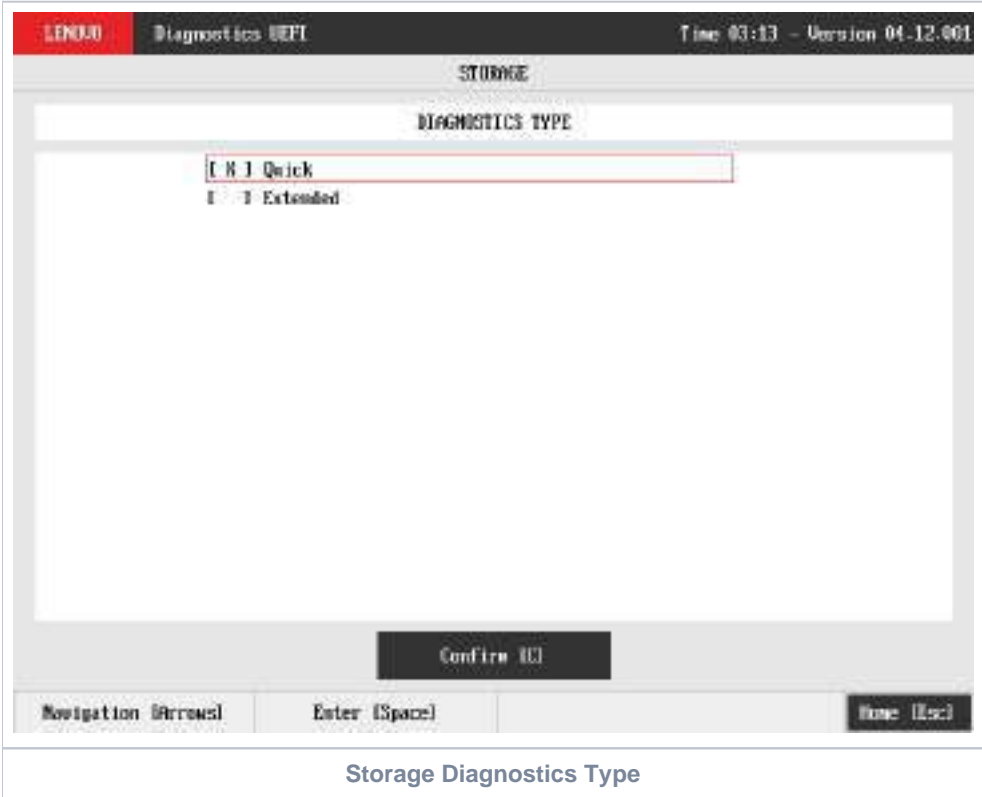 LENOVO Diagnostics UEFI Time 03:13 - Version 04.12.001
STORAGE
DIAGNOSTICS TYPE
[ X ] Quick
[   ] Extended
Confirm [C]
Navigation [Arrows] Enter [Space] Home [Esc]
Storage Diagnostics Type